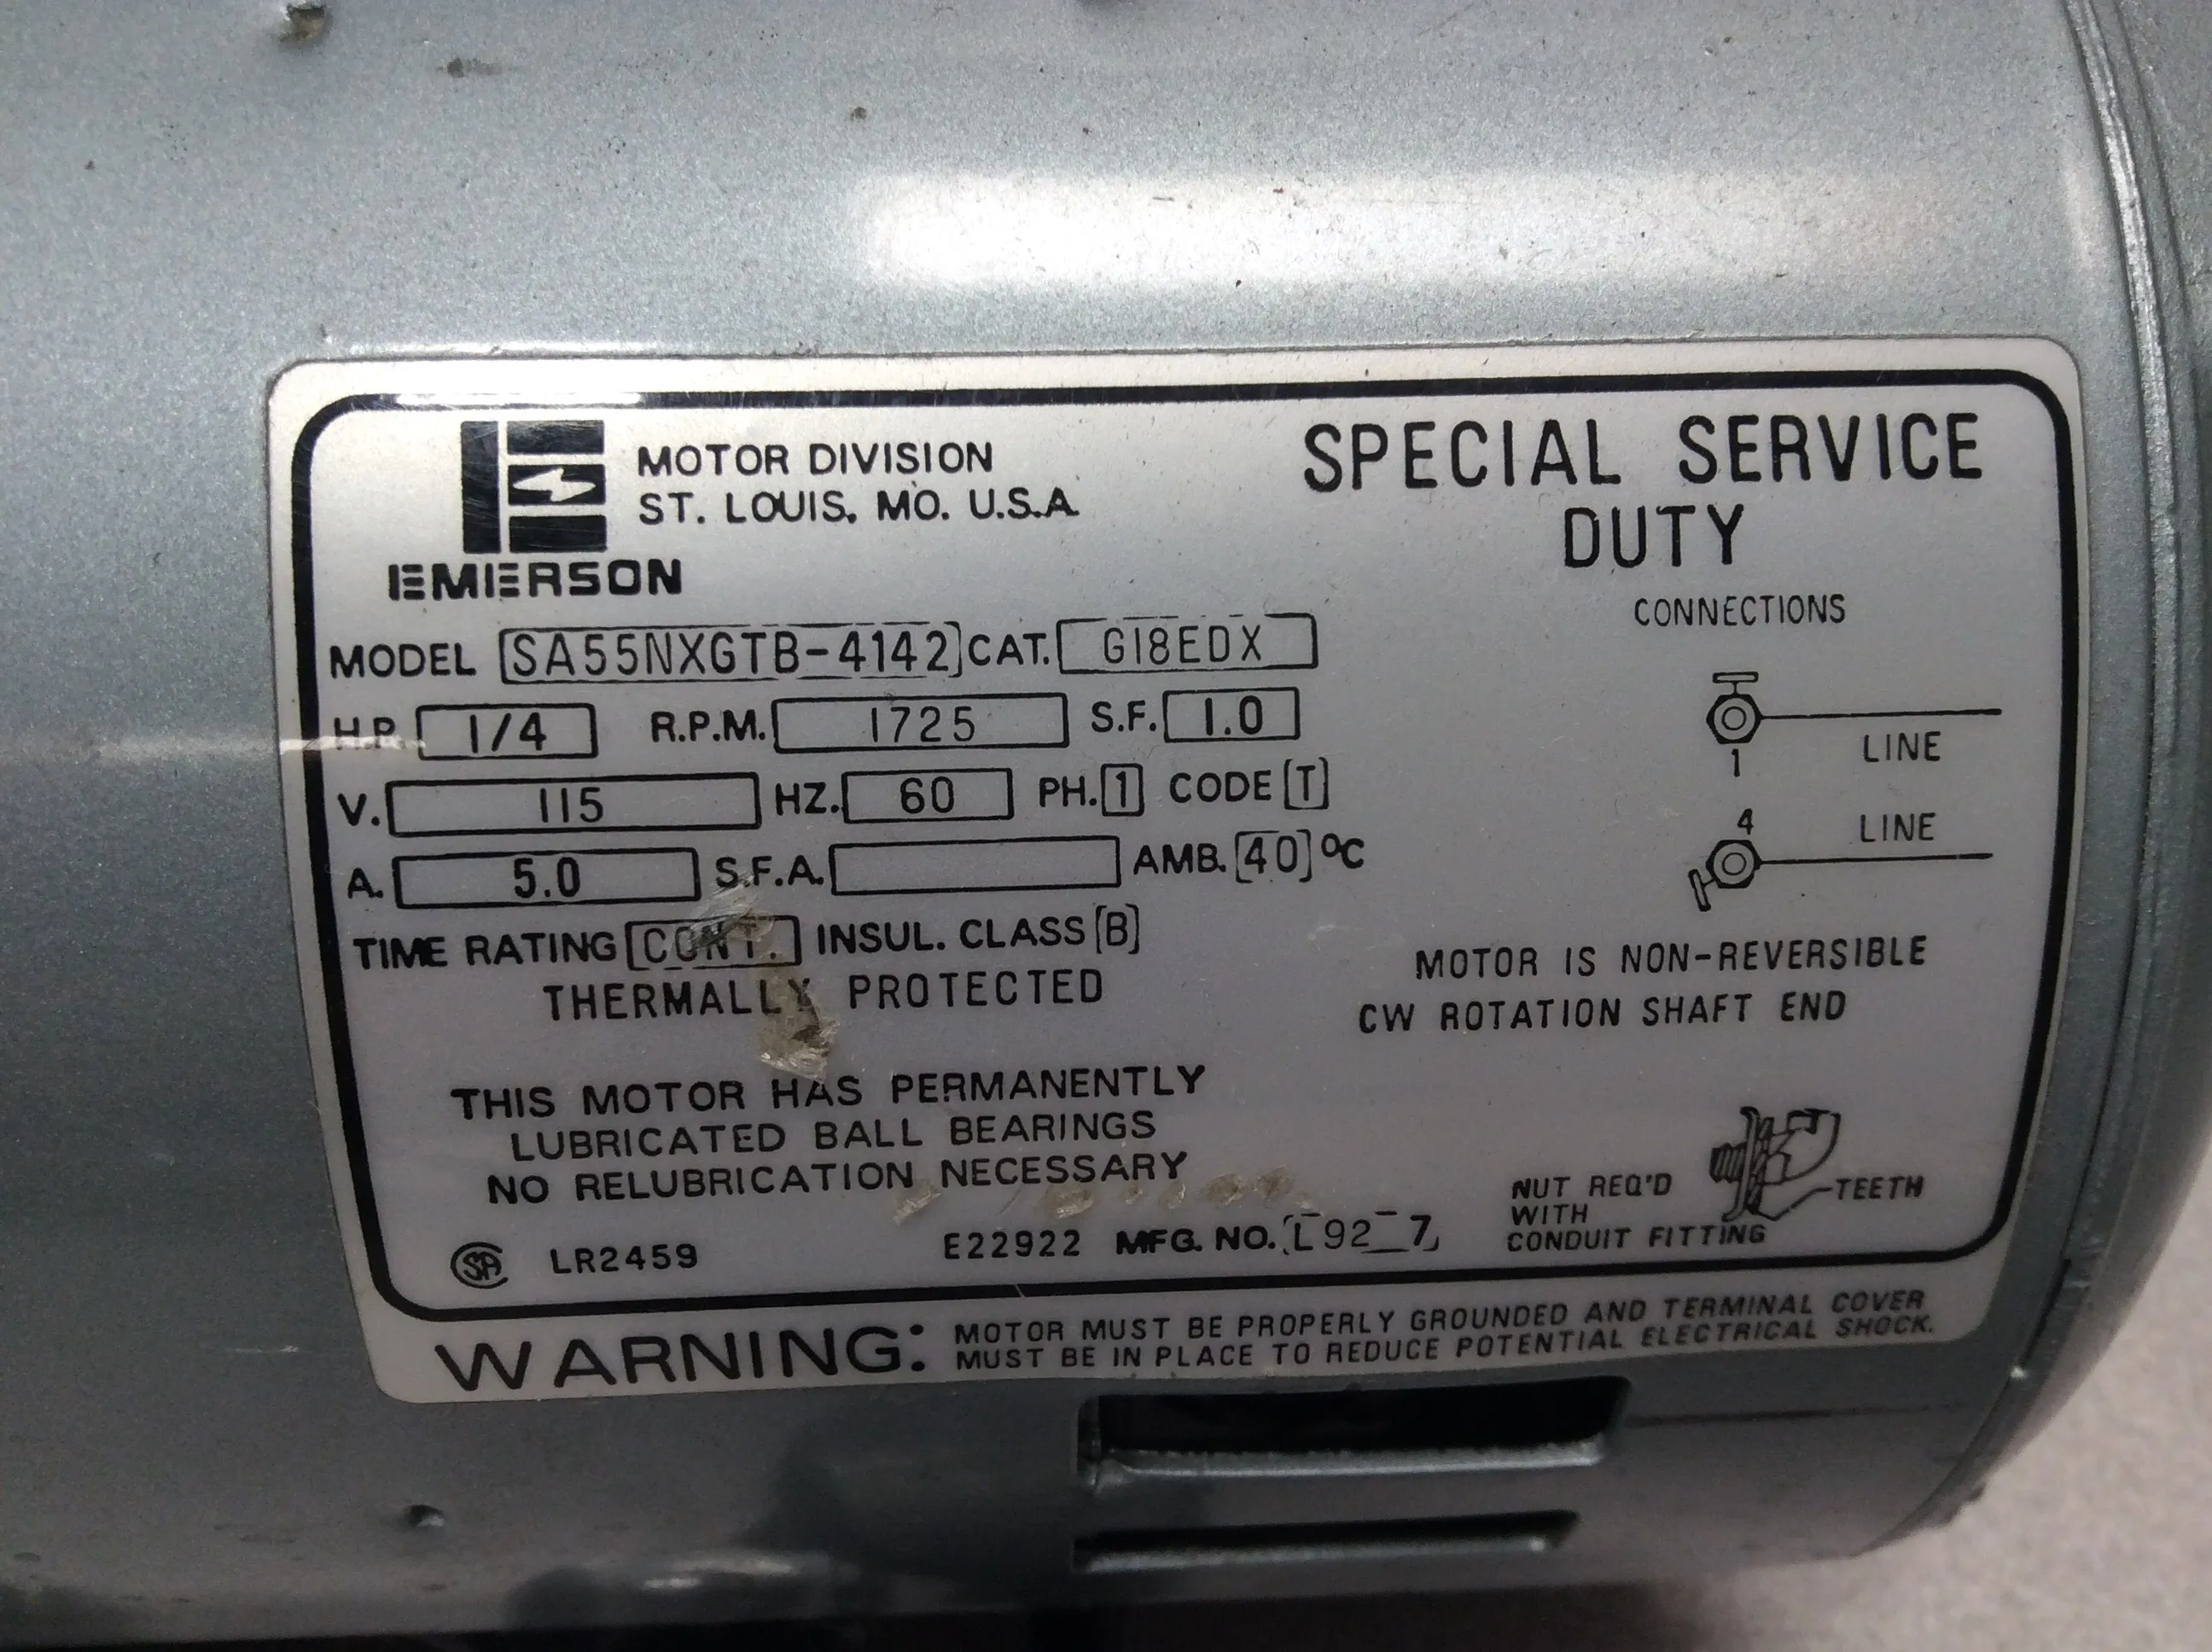 EMERSON
MOTOR DIVISION
ST. LOUIS, MO. U.S.A.
SPECIAL SERVICE
DUTY
MODEL SA55NXGTB-4142 CAT. G18EDX
H.P. 1/4 R.P.M. 1725 S.F. 1.0
V. 115 HZ. 60 PH. 1 CODE T
A. 5.0 S.F.A. AMB. 40 °C
TIME RATING CONT. INSUL. CLASS B
THERMALLY PROTECTED
THIS MOTOR HAS PERMANENTLY
LUBRICATED BALL BEARINGS
NO RELUBRICATION NECESSARY
SA LR2459
E22922 MFG. NO. L92 7
CONNECTIONS
1 LINE
4 LINE
MOTOR IS NON-REVERSIBLE
CW ROTATION SHAFT END
NUT REQ'D
WITH
CONDUIT FITTING
TEETH
WARNING: MOTOR MUST BE PROPERLY GROUNDED AND TERMINAL COVER
MUST BE IN PLACE TO REDUCE POTENTIAL ELECTRICAL SHOCK.